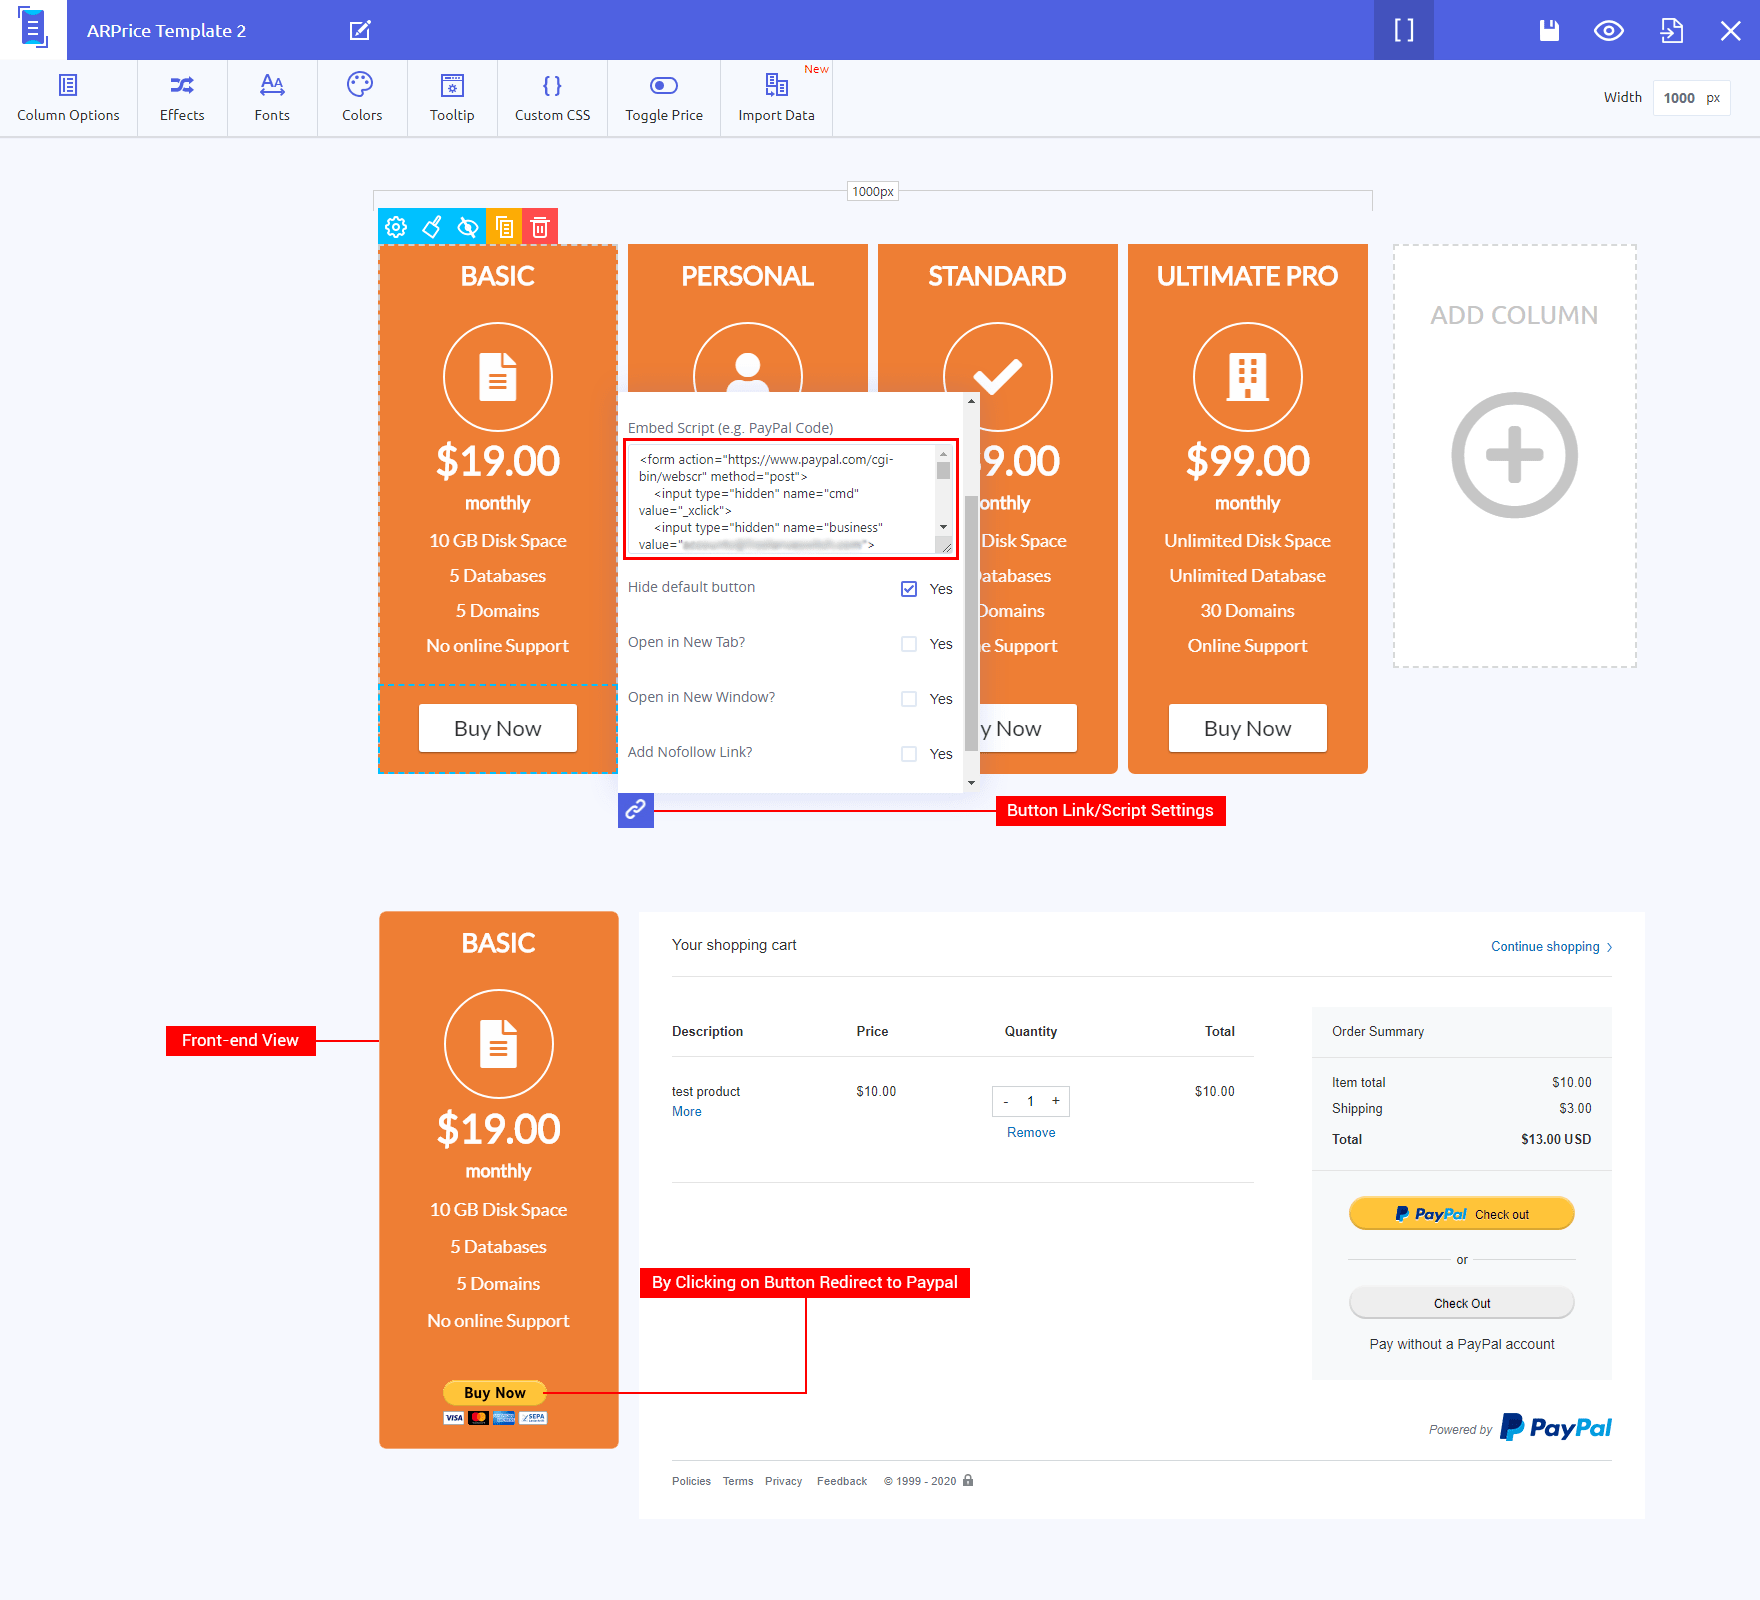 ARPrice Template 2
[ ]
Column Options
Effects
Fonts
Colors
Tooltip
Custom CSS
Toggle Price
Import Data
New
Width 1000 px
1000px
BASIC
$19.00
monthly
10 GB Disk Space
5 Databases
5 Domains
No online Support
Buy Now
PERSONAL
Embed Script (e.g. PayPal Code)
<form action="https://www.paypal.com/cgi-
bin/webscr" method="post">
<input type="hidden" name="cmd"
value="_xclick">
<input type="hidden" name="business"
value=" ">
Hide default button Yes
Open in New Tab? Yes
Open in New Window? Yes
Add Nofollow Link? Yes
STANDARD
9.00
onthly
Disk Space
atabases
Domains
e Support
y Now
ULTIMATE PRO
$99.00
monthly
Unlimited Disk Space
Unlimited Database
30 Domains
Online Support
Buy Now
ADD COLUMN
Button Link/Script Settings
Front-end View
BASIC
$19.00
monthly
10 GB Disk Space
5 Databases
5 Domains
No online Support
Buy Now
VISA
SEPA
By Clicking on Button Redirect to Paypal
Your shopping cart
Continue shopping
Description Price Quantity Total
test product $10.00 - 1 + $10.00
More
Remove
Order Summary
Item total $10.00
Shipping $3.00
Total $13.00 USD
PayPal Check out
or
Check Out
Pay without a PayPal account
Powered by PayPal
Policies Terms Privacy Feedback © 1999 - 2020